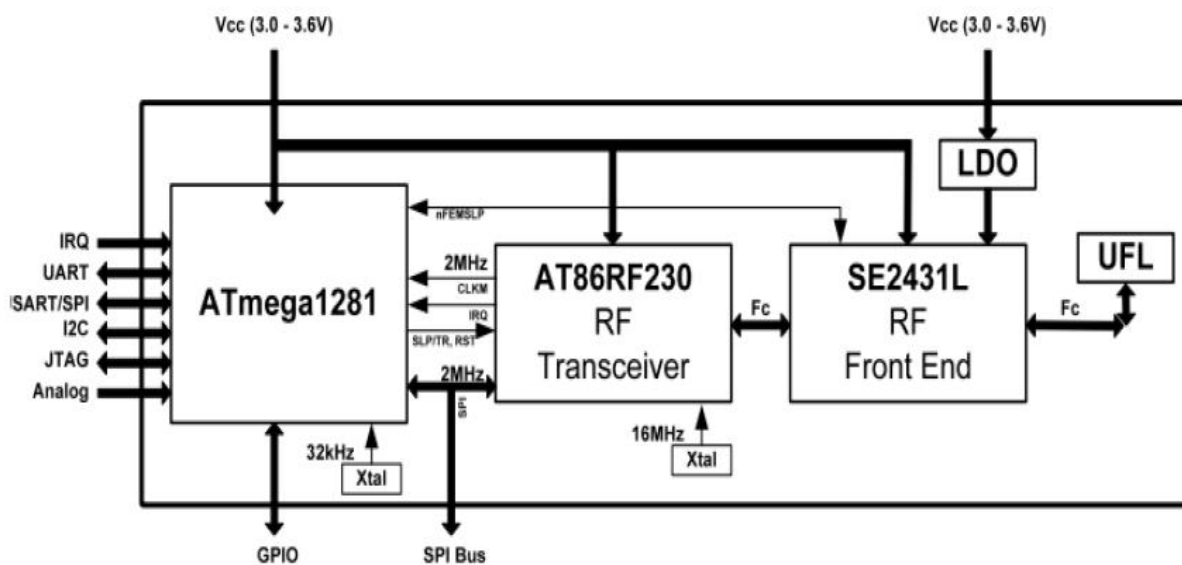 Vcc (3.0 - 3.6V)
Vcc (3.0 - 3.6V)
LDO
nFEMSLP
IRQ
UART
SART/SPI
I2C
JTAG
Analog
ATmega1281
2MHz
CLKM
IRQ
SLP/TR, RST
2MHz
SPI
AT86RF230
RF
Transceiver
Fc
SE2431L
RF
Front End
Fc
UFL
32kHz
Xtal
16MHz
Xtal
GPIO
SPI Bus